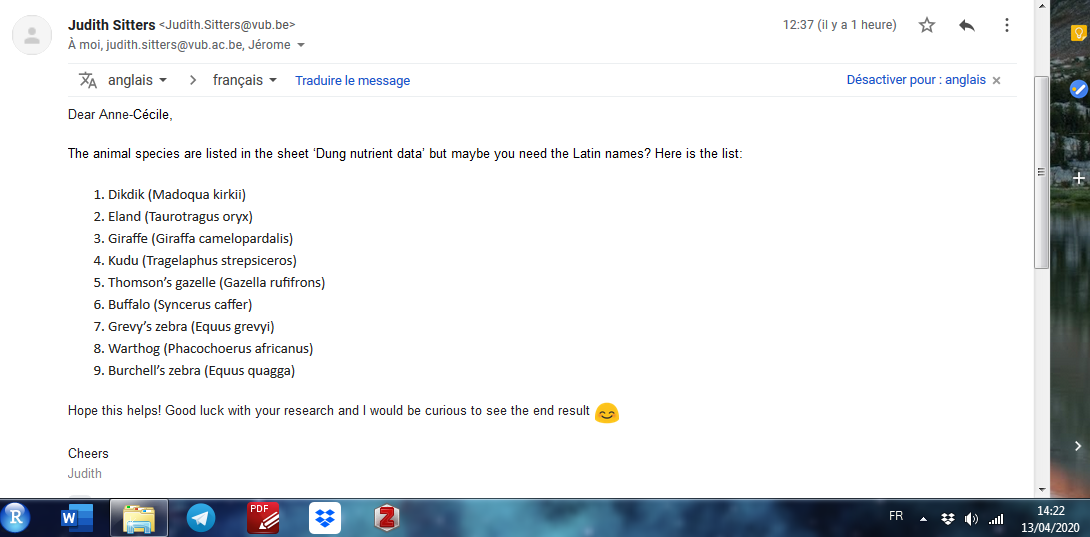 Judith Sitters <Judith.Sitters@vub.be>
12:37 (il y a 1 heure)
À moi, judith.sitters@vub.ac.be, Jérome
anglais > français Traduire le message
Désactiver pour : anglais ×
Dear Anne-Cécile,
The animal species are listed in the sheet ‘Dung nutrient data’ but maybe you need the Latin names? Here is the list:
1. Dikdik (Madoqua kirkii)
2. Eland (Taurotragus oryx)
3. Giraffe (Giraffa camelopardalis)
4. Kudu (Tragelaphus strepsiceros)
5. Thomson’s gazelle (Gazella rufifrons)
6. Buffalo (Syncerus caffer)
7. Grevy’s zebra (Equus grevyi)
8. Warthog (Phacochoerus africanus)
9. Burchell’s zebra (Equus quagga)
Hope this helps! Good luck with your research and I would be curious to see the end result 😊
Cheers
Judith
R
W
PDF
Z
FR
14:22
13/04/2020